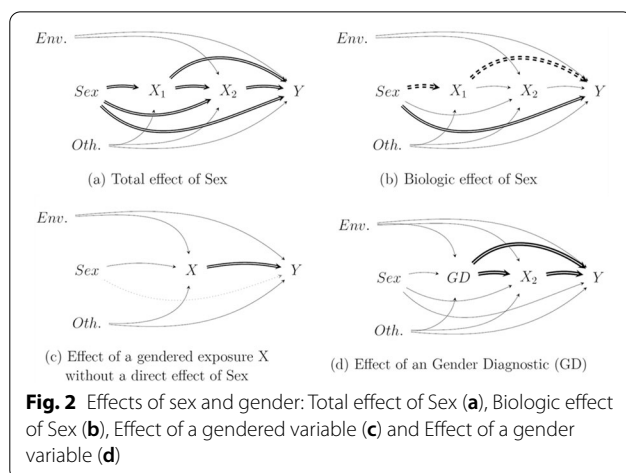 Env.
Sex X₁ X₂ Y
Oth.
(a) Total effect of Sex
Env.
Sex X₁ X₂ Y
Oth.
(b) Biologic effect of Sex
Env.
Sex X Y
Oth.
(c) Effect of a gendered exposure X
without a direct effect of Sex
Env.
Sex GD X₂ Y
Oth.
(d) Effect of an Gender Diagnostic (GD)
Fig. 2 Effects of sex and gender: Total effect of Sex (a), Biologic effect
of Sex (b), Effect of a gendered variable (c) and Effect of a gender
variable (d)